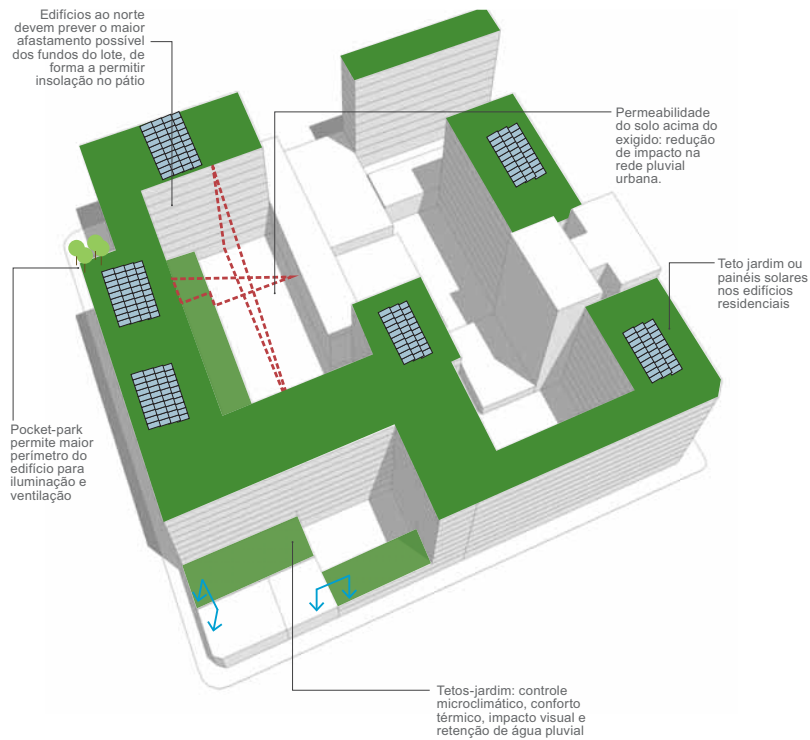 Edifícios ao norte
devem prever o maior
afastamento possível
dos fundos do lote, de
forma a permitir
insolação no pátio
Permeabilidade
do solo acima do
exigido: redução
de impacto na
rede pluvial
urbana.
Teto jardim ou
painéis solares
nos edifícios
residenciais
Pocket-park
permite maior
perímetro do
edifício para
iluminação e
ventilação
Tetos-jardim: controle
microclimático, conforto
térmico, impacto visual e
retenção de água pluvial